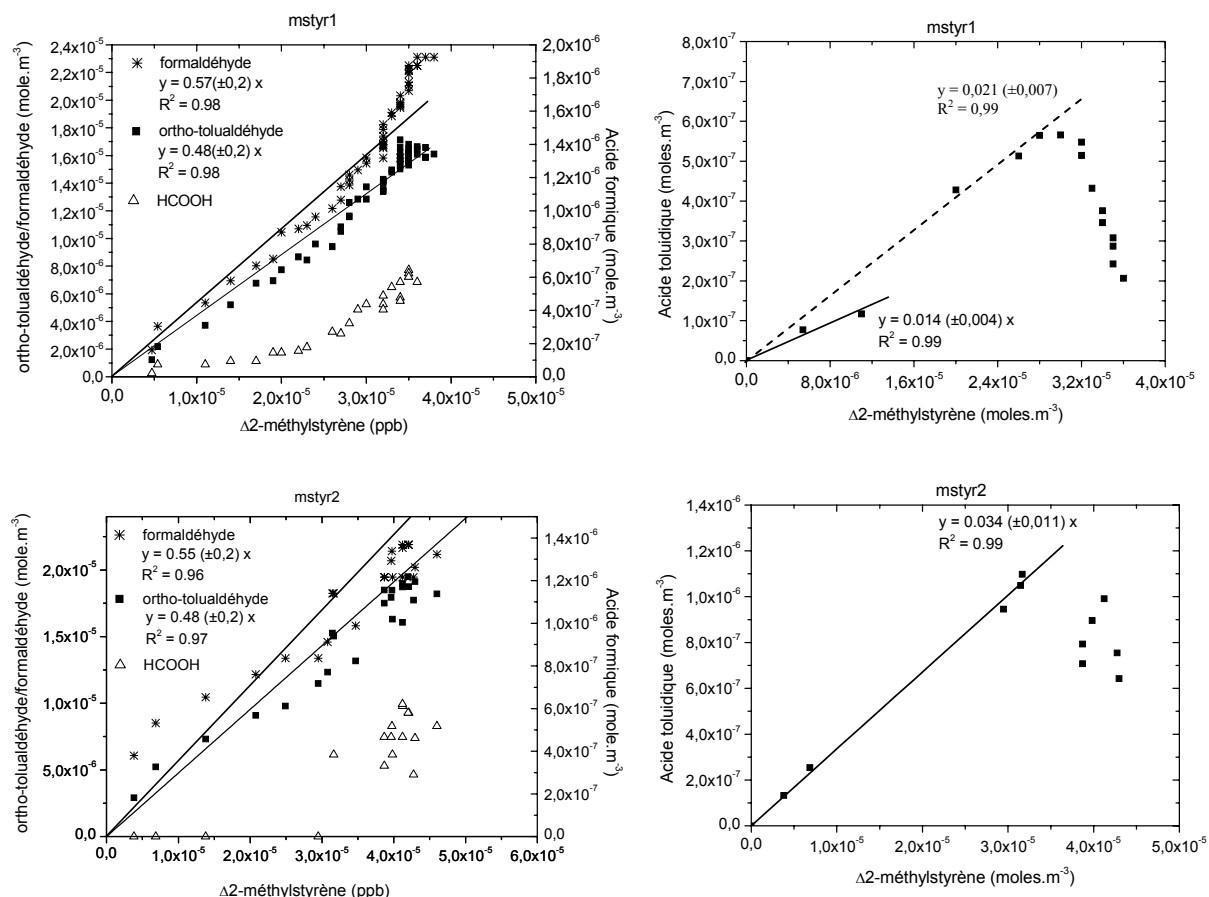 mstyr1
formaldéhyde
y = 0.57(±0,2) x
R² = 0.98
ortho-tolualdéhyde
y = 0.48(±0,2) x
R² = 0.98
HCOOH
2,4x10⁻⁵
2,2x10⁻⁵
2,0x10⁻⁵
1,8x10⁻⁵
1,6x10⁻⁵
1,4x10⁻⁵
1,2x10⁻⁵
1,0x10⁻⁵
8,0x10⁻⁶
6,0x10⁻⁶
4,0x10⁻⁶
2,0x10⁻⁶
0,0
ortho-tolualdéhyde/formaldéhyde (mole.m⁻³)
2,0x10⁻⁶
1,8x10⁻⁶
1,6x10⁻⁶
1,4x10⁻⁶
1,2x10⁻⁶
1,0x10⁻⁶
8,0x10⁻⁷
6,0x10⁻⁷
4,0x10⁻⁷
2,0x10⁻⁷
0,0
Acide formique (mole.m⁻³)
0,0 1,0x10⁻⁵ 2,0x10⁻⁵ 3,0x10⁻⁵ 4,0x10⁻⁵ 5,0x10⁻⁵
Δ2-méthylstyrène (ppb)
mstyr1
8,0x10⁻⁷
7,0x10⁻⁷
6,0x10⁻⁷
5,0x10⁻⁷
4,0x10⁻⁷
3,0x10⁻⁷
2,0x10⁻⁷
1,0x10⁻⁷
0,0
Acide toluidique (moles.m⁻³)
y = 0,021 (±0,007)
R² = 0,99
y = 0.014 (±0,004) x
R² = 0.99
0,0 8,0x10⁻⁶ 1,6x10⁻⁵ 2,4x10⁻⁵ 3,2x10⁻⁵ 4,0x10⁻⁵
Δ2-méthylstyrène (moles.m⁻³)
mstyr2
formaldéhyde
y = 0.55 (±0,2) x
R² = 0.96
ortho-tolualdéhyde
y = 0.48 (±0,2) x
R² = 0.97
HCOOH
2,0x10⁻⁵
1,5x10⁻⁵
1,0x10⁻⁵
5,0x10⁻⁶
0,0
ortho-tolualdéhyde/formaldéhyde (mole.m⁻³)
1,4x10⁻⁶
1,2x10⁻⁶
1,0x10⁻⁶
8,0x10⁻⁷
6,0x10⁻⁷
4,0x10⁻⁷
2,0x10⁻⁷
0,0
Acide formique (mole.m⁻³)
0,0 1,0x10⁻⁵ 2,0x10⁻⁵ 3,0x10⁻⁵ 4,0x10⁻⁵ 5,0x10⁻⁵ 6,0x10⁻⁵
Δ2-méthylstyrène (ppb)
mstyr2
1,4x10⁻⁶
1,2x10⁻⁶
1,0x10⁻⁶
8,0x10⁻⁷
6,0x10⁻⁷
4,0x10⁻⁷
2,0x10⁻⁷
0,0
Acide toluidique (moles.m⁻³)
y = 0.034 (±0,011) x
R² = 0.99
0,0 1,0x10⁻⁵ 2,0x10⁻⁵ 3,0x10⁻⁵ 4,0x10⁻⁵ 5,0x10⁻⁵
Δ2-méthylstyrène (moles.m⁻³)